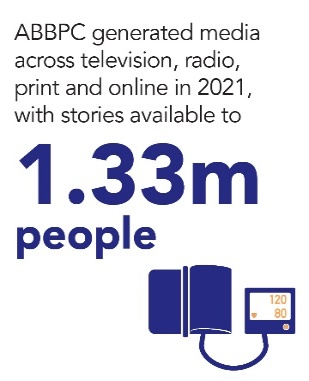 ABBPC generated media
across television, radio,
print and online in 2021,
with stories available to
1.33m
people
120
80